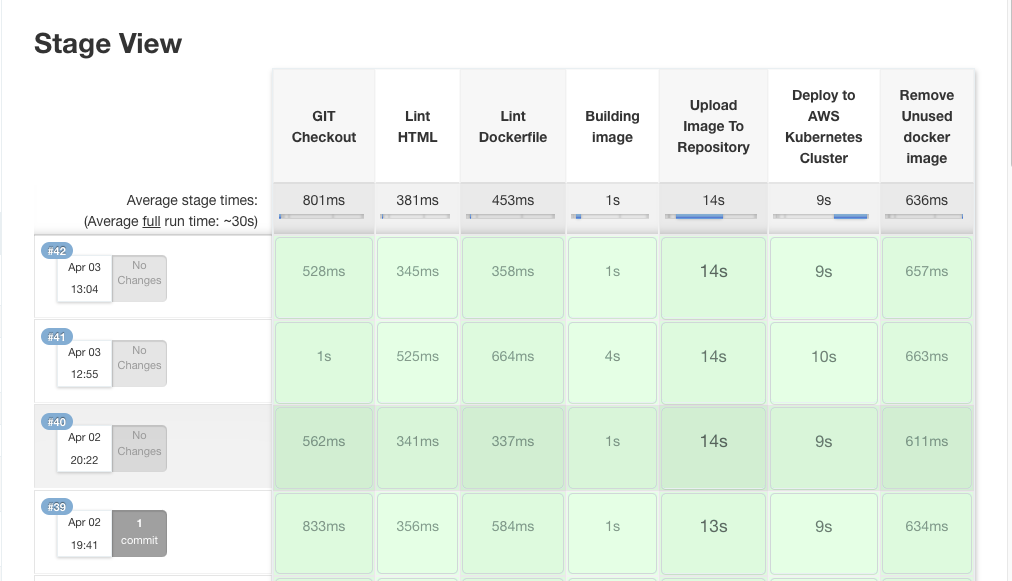 Stage View
GIT
Checkout
Lint
HTML
Lint
Dockerfile
Building
image
Upload
Image To
Repository
Deploy to
AWS
Kubernetes
Cluster
Remove
Unused
docker
image
Average stage times:
(Average full run time: ~30s)
801ms
381ms
453ms
1s
14s
9s
636ms
#42
Apr 03
13:04
No
Changes
528ms
345ms
358ms
1s
14s
9s
657ms
#41
Apr 03
12:55
No
Changes
1s
525ms
664ms
4s
14s
10s
663ms
#40
Apr 02
20:22
No
Changes
562ms
341ms
337ms
1s
14s
9s
611ms
#39
Apr 02
19:41
1
commit
833ms
356ms
584ms
1s
13s
9s
634ms